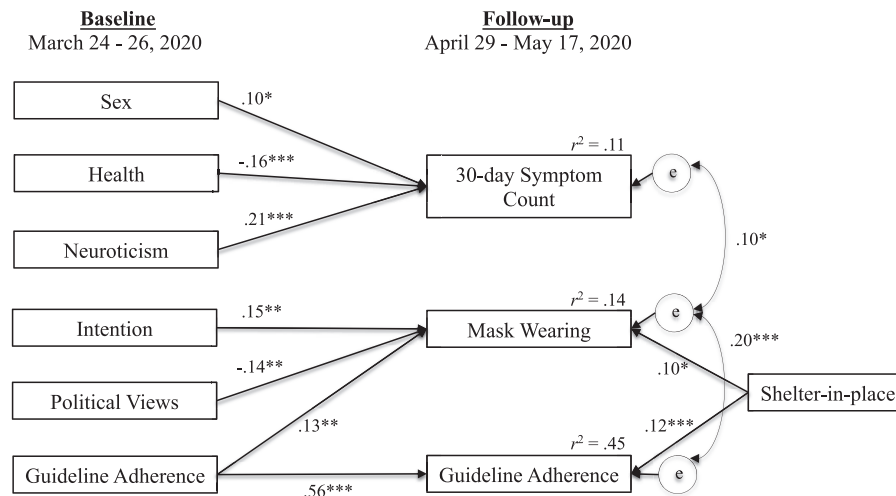 Baseline
March 24 - 26, 2020
Follow-up
April 29 - May 17, 2020
Sex
.10*
Health
-.16***
Neuroticism
.21***
r² = .11
30-day Symptom
Count
e
.10*
Intention
.15**
Political Views
-.14**
Guideline Adherence
.13**
.56***
r² = .14
Mask Wearing
e
.20***
.10*
Shelter-in-place
.12***
r² = .45
Guideline Adherence
e